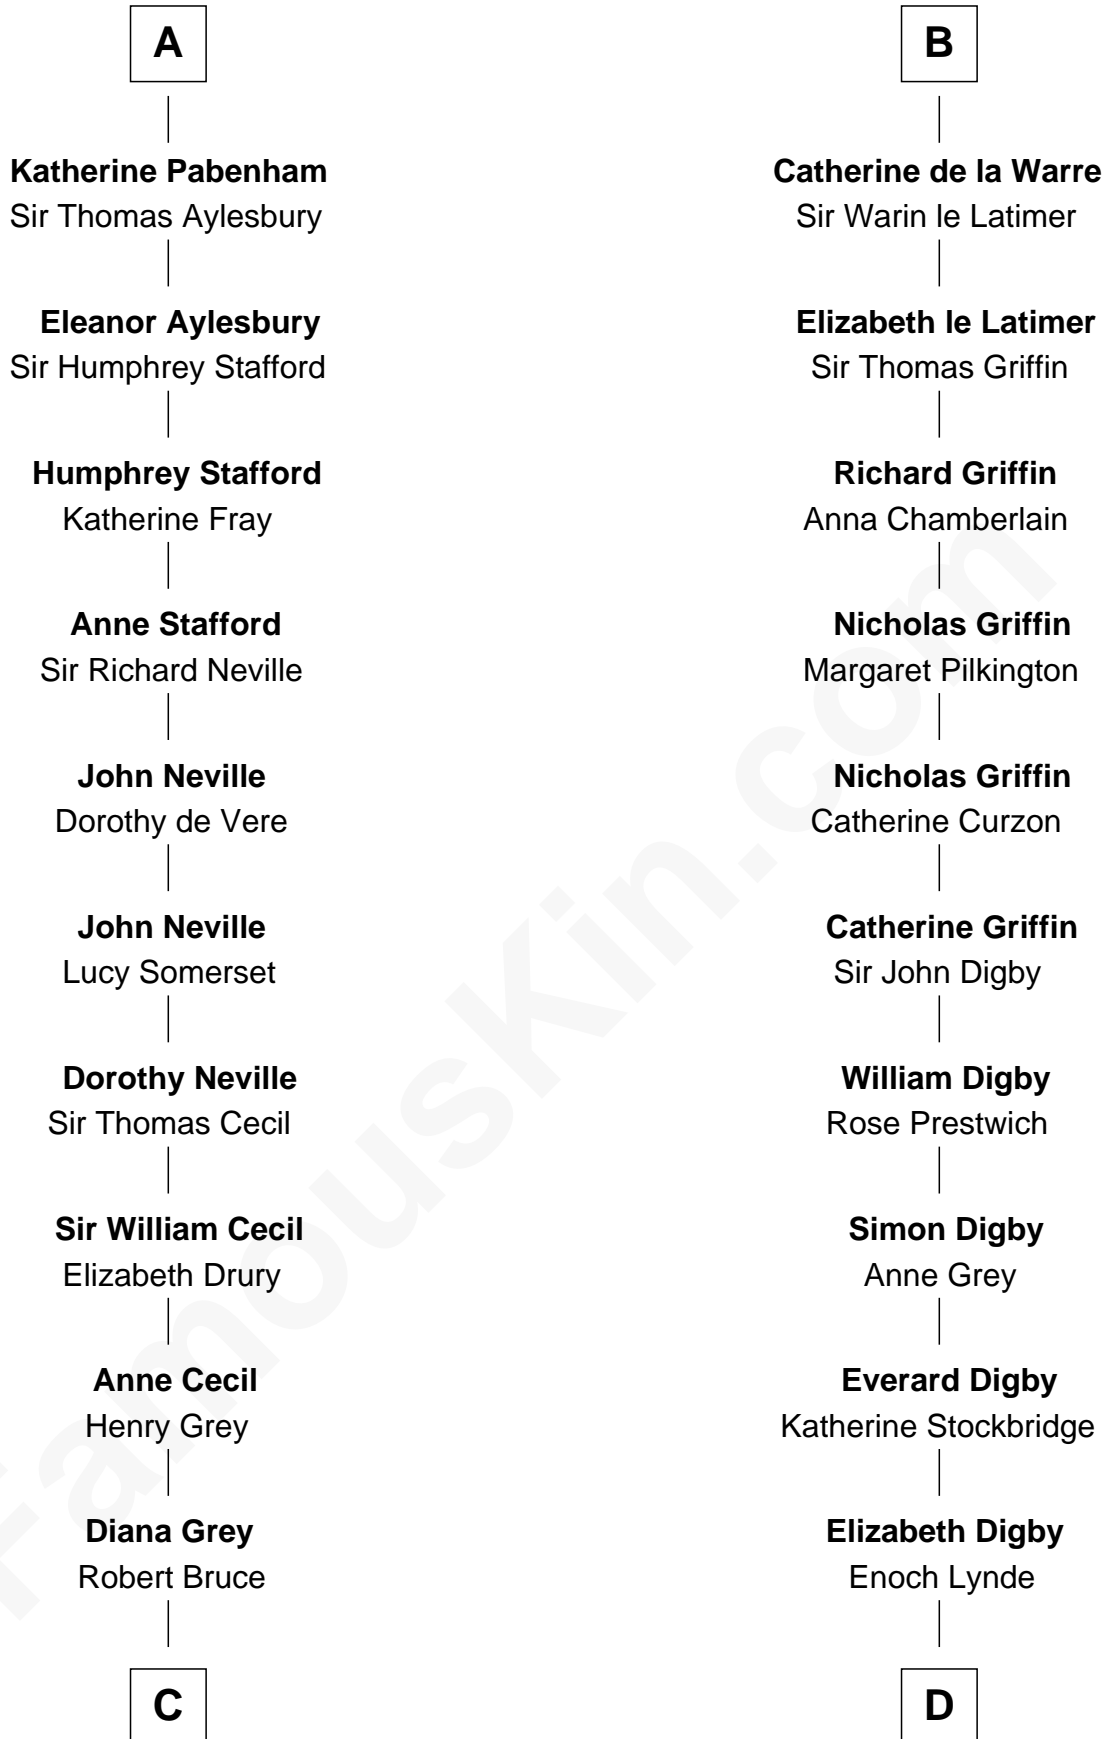 A
Katherine Pabenham
Sir Thomas Aylesbury
Eleanor Aylesbury
Sir Humphrey Stafford
Humphrey Stafford
Katherine Fray
Anne Stafford
Sir Richard Neville
John Neville
Dorothy de Vere
John Neville
Lucy Somerset
Dorothy Neville
Sir Thomas Cecil
Sir William Cecil
Elizabeth Drury
Anne Cecil
Henry Grey
Diana Grey
Robert Bruce
C
B
Catherine de la Warre
Sir Warin le Latimer
Elizabeth le Latimer
Sir Thomas Griffin
Richard Griffin
Anna Chamberlain
Nicholas Griffin
Margaret Pilkington
Nicholas Griffin
Catherine Curzon
Catherine Griffin
Sir John Digby
William Digby
Rose Prestwich
Simon Digby
Anne Grey
Everard Digby
Katherine Stockbridge
Elizabeth Digby
Enoch Lynde
D
FamousKin.com